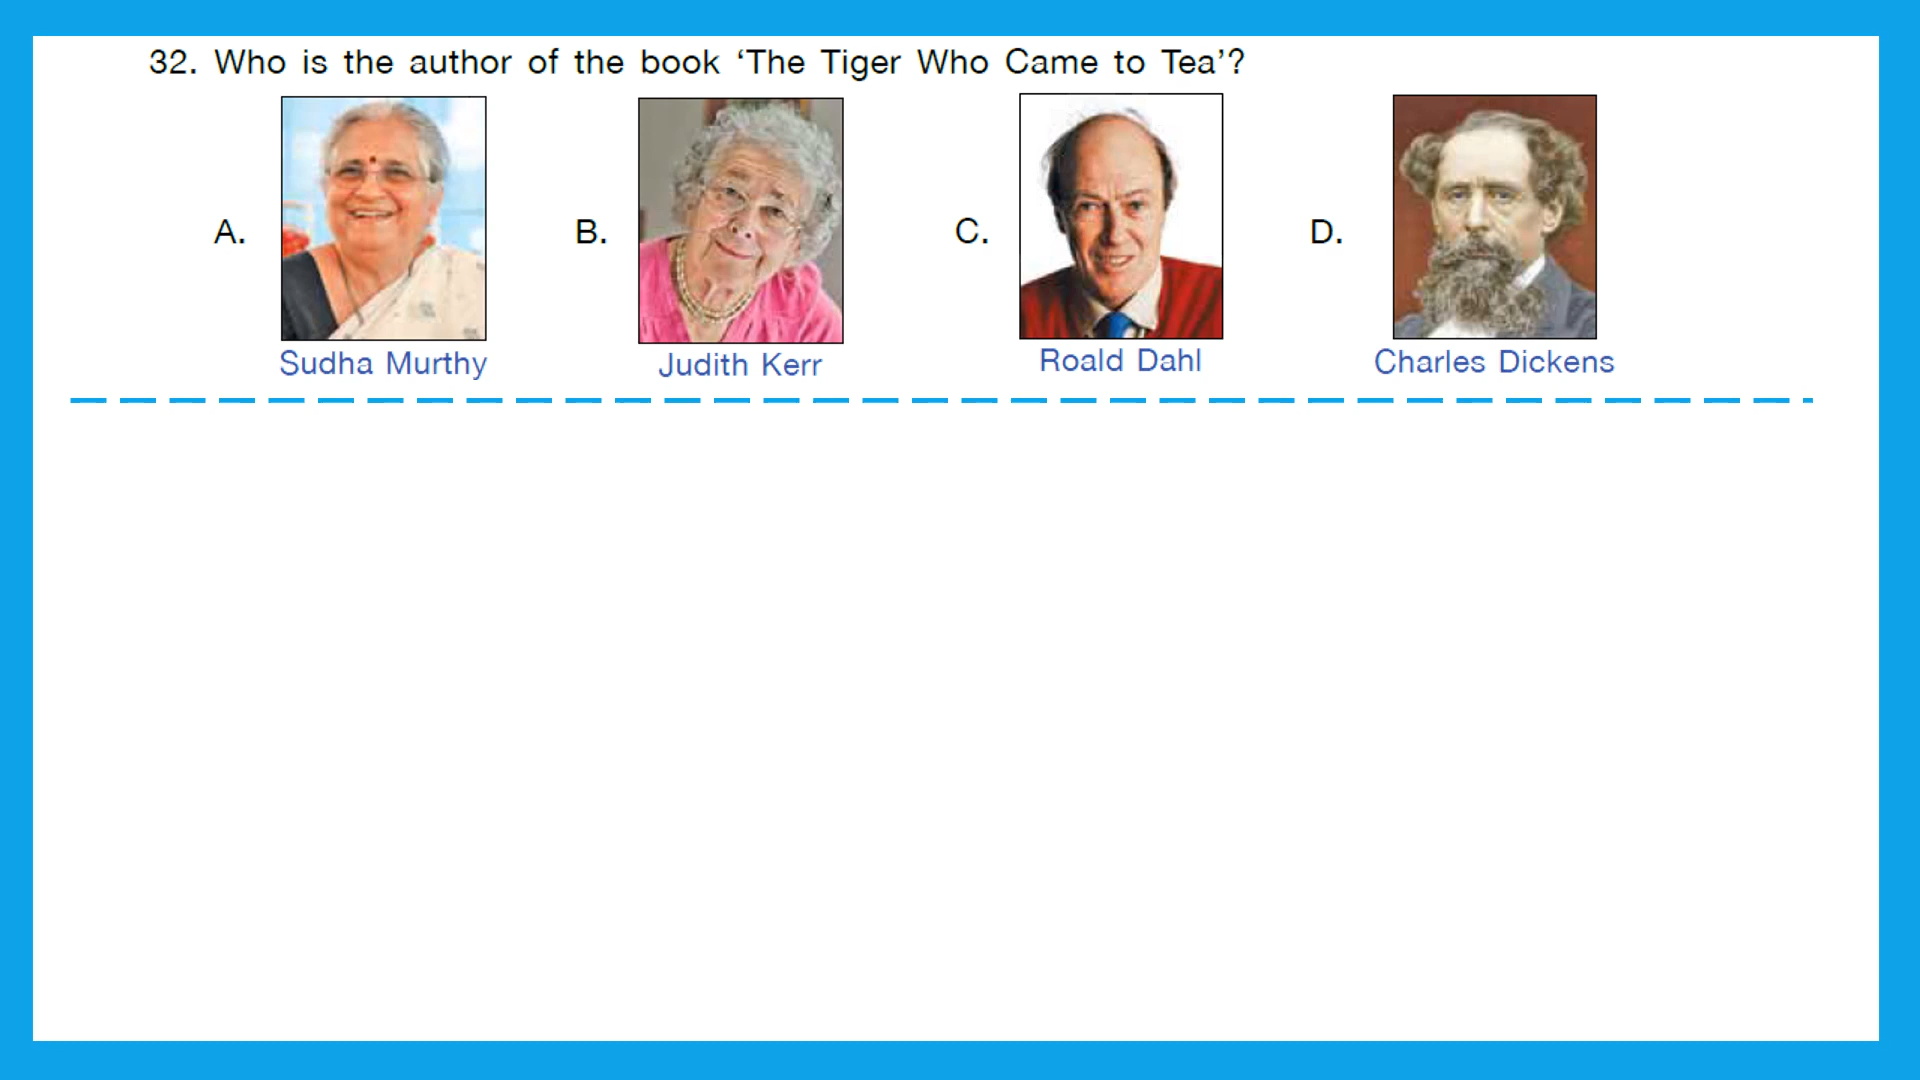 32. Who is the author of the book ‘The Tiger Who Came to Tea’?
A. B. C. D.
Sudha Murthy Judith Kerr Roald Dahl Charles Dickens